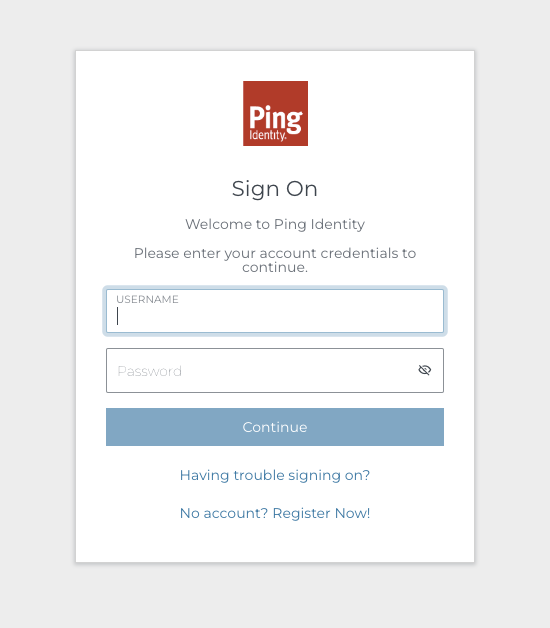 Ping
Identity.
Sign On
Welcome to Ping Identity
Please enter your account credentials to
continue.
USERNAME
Password
Continue
Having trouble signing on?
No account? Register Now!